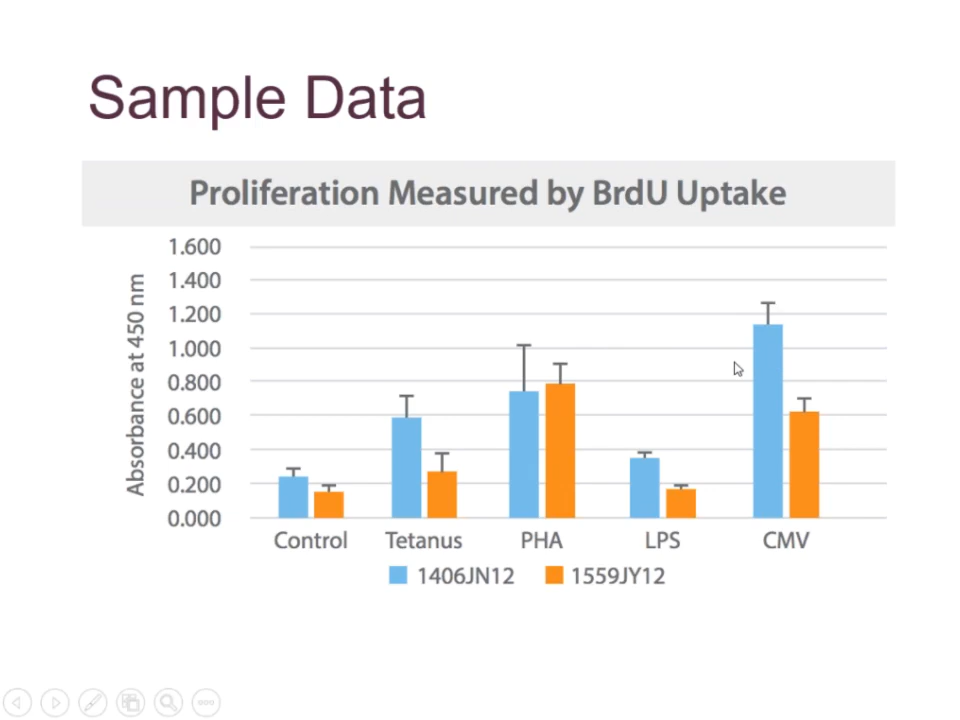 Sample Data
Proliferation Measured by BrdU Uptake
Absorbance at 450 nm
1.600
1.400
1.200
1.000
0.800
0.600
0.400
0.200
0.000
Control Tetanus PHA LPS CMV
1406JN12 1559JY12